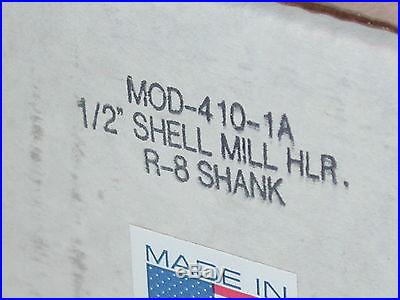 MOD-410-1A
1/2" SHELL MILL HLR.
R-8 SHANK
MADE IN